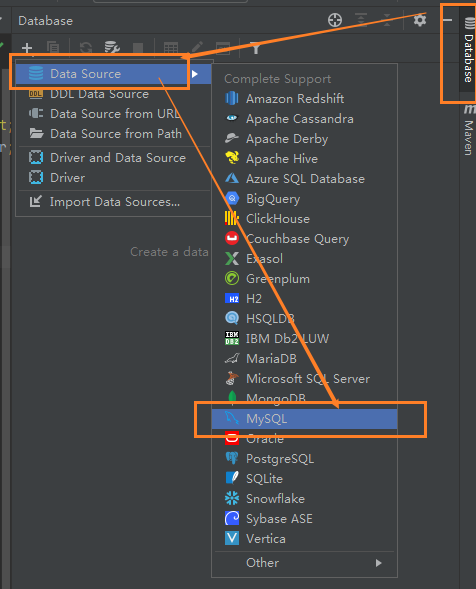 Database
Data Source
DDL Data Source
Data Source from URL
Data Source from Path
Driver and Data Source
Driver
Import Data Sources...
Create a data
Complete Support
Amazon Redshift
Apache Cassandra
Apache Derby
Apache Hive
Azure SQL Database
BigQuery
ClickHouse
Couchbase Query
Exasol
Greenplum
H2
HSQLDB
IBM Db2 LUW
MariaDB
Microsoft SQL Server
MongoDB
MySQL
Oracle
PostgreSQL
SQLite
Snowflake
Sybase ASE
Vertica
Other
Database
Maven